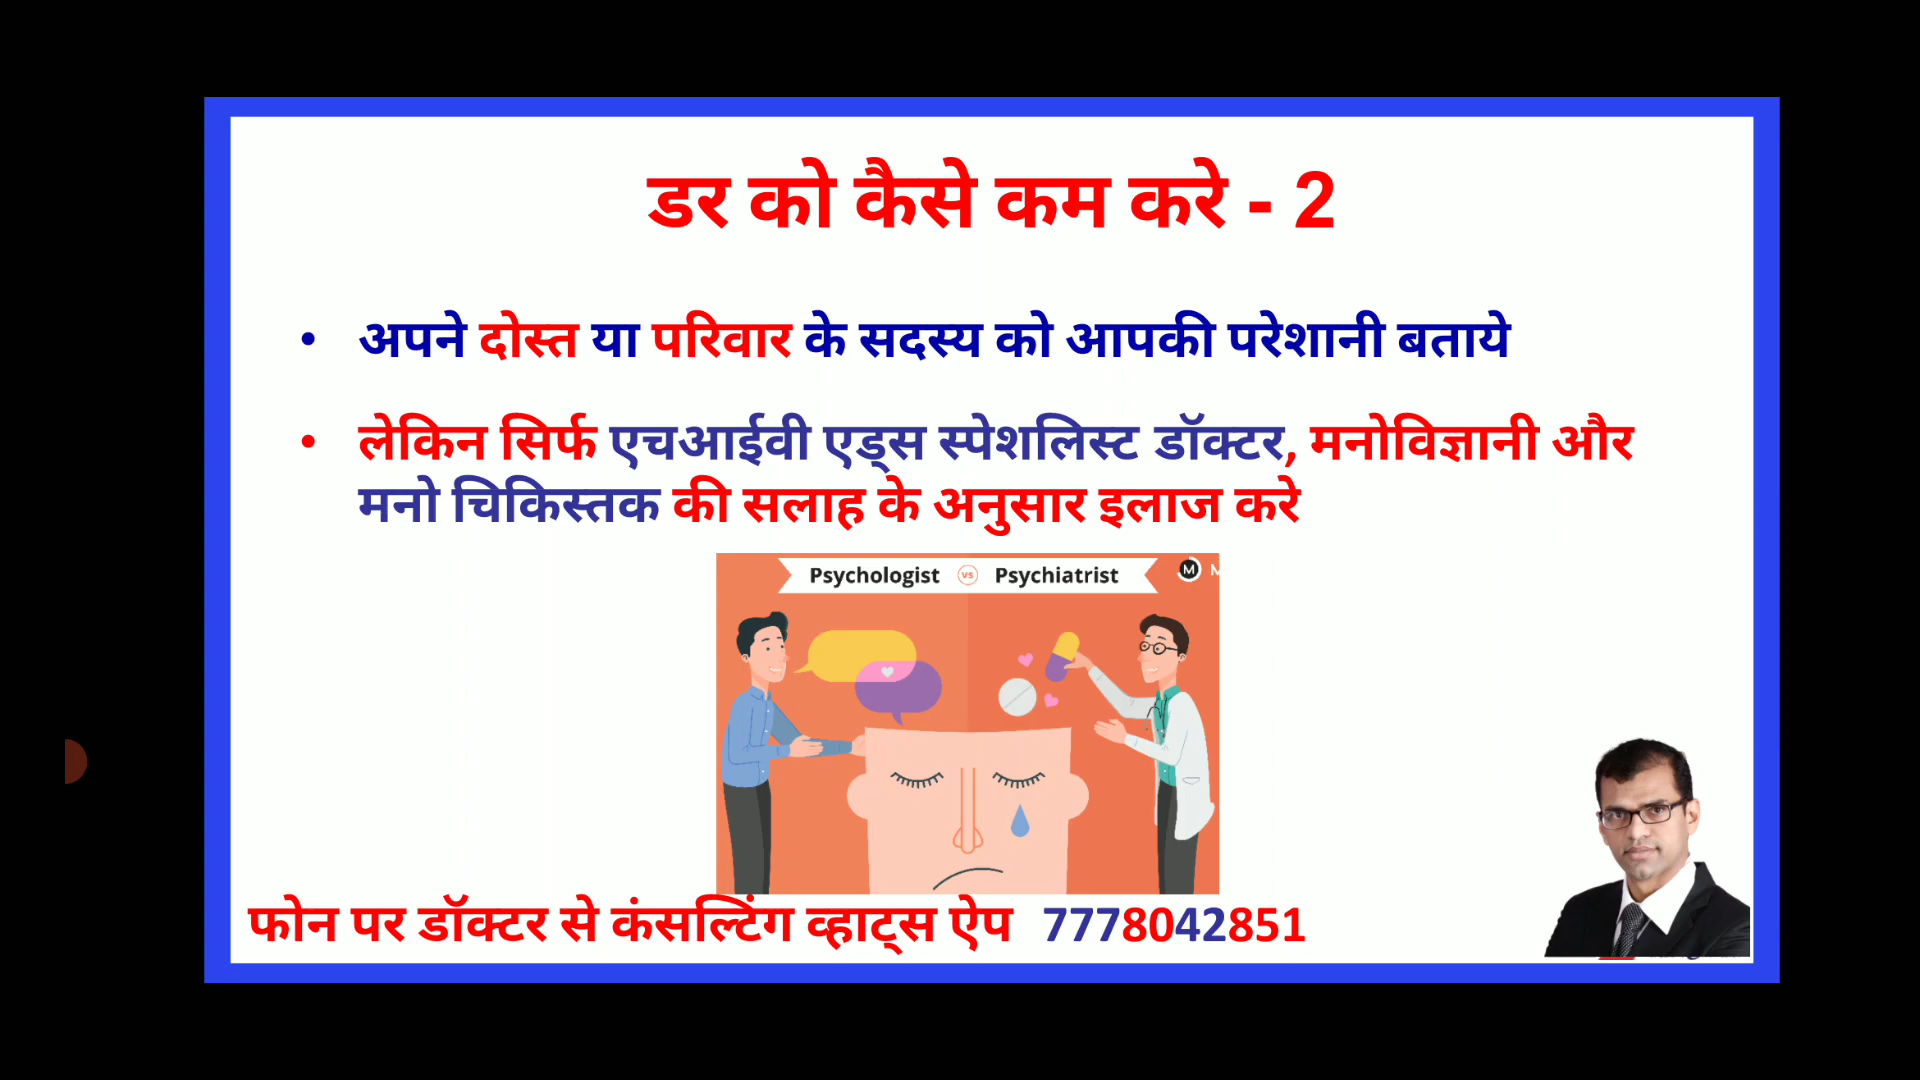 डर को कैसे कम करे - 2
• अपने दोस्त या परिवार के सदस्य को आपकी परेशानी बताये
• लेकिन सिर्फ एचआईवी एड्स स्पेशलिस्ट डॉक्टर, मनोविज्ञानी और
मनो चिकिस्तक की सलाह के अनुसार इलाज करे
Psychologist vs Psychiatrist
M
फोन पर डॉक्टर से कंसल्टिंग व्हाट्स ऐप 7778042851